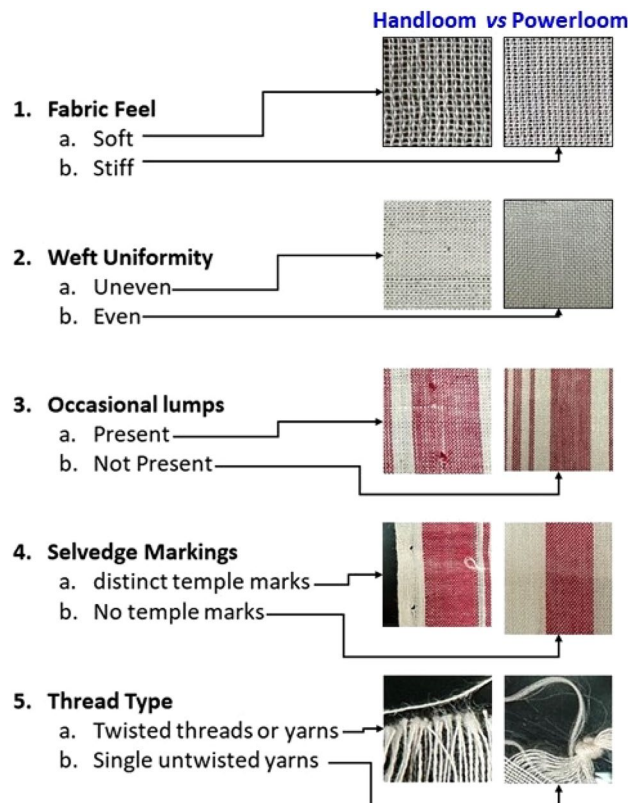 Handloom vs Powerloom
1. Fabric Feel
a. Soft
b. Stiff
2. Weft Uniformity
a. Uneven
b. Even
3. Occasional lumps
a. Present
b. Not Present
4. Selvedge Markings
a. distinct temple marks
b. No temple marks
5. Thread Type
a. Twisted threads or yarns
b. Single untwisted yarns